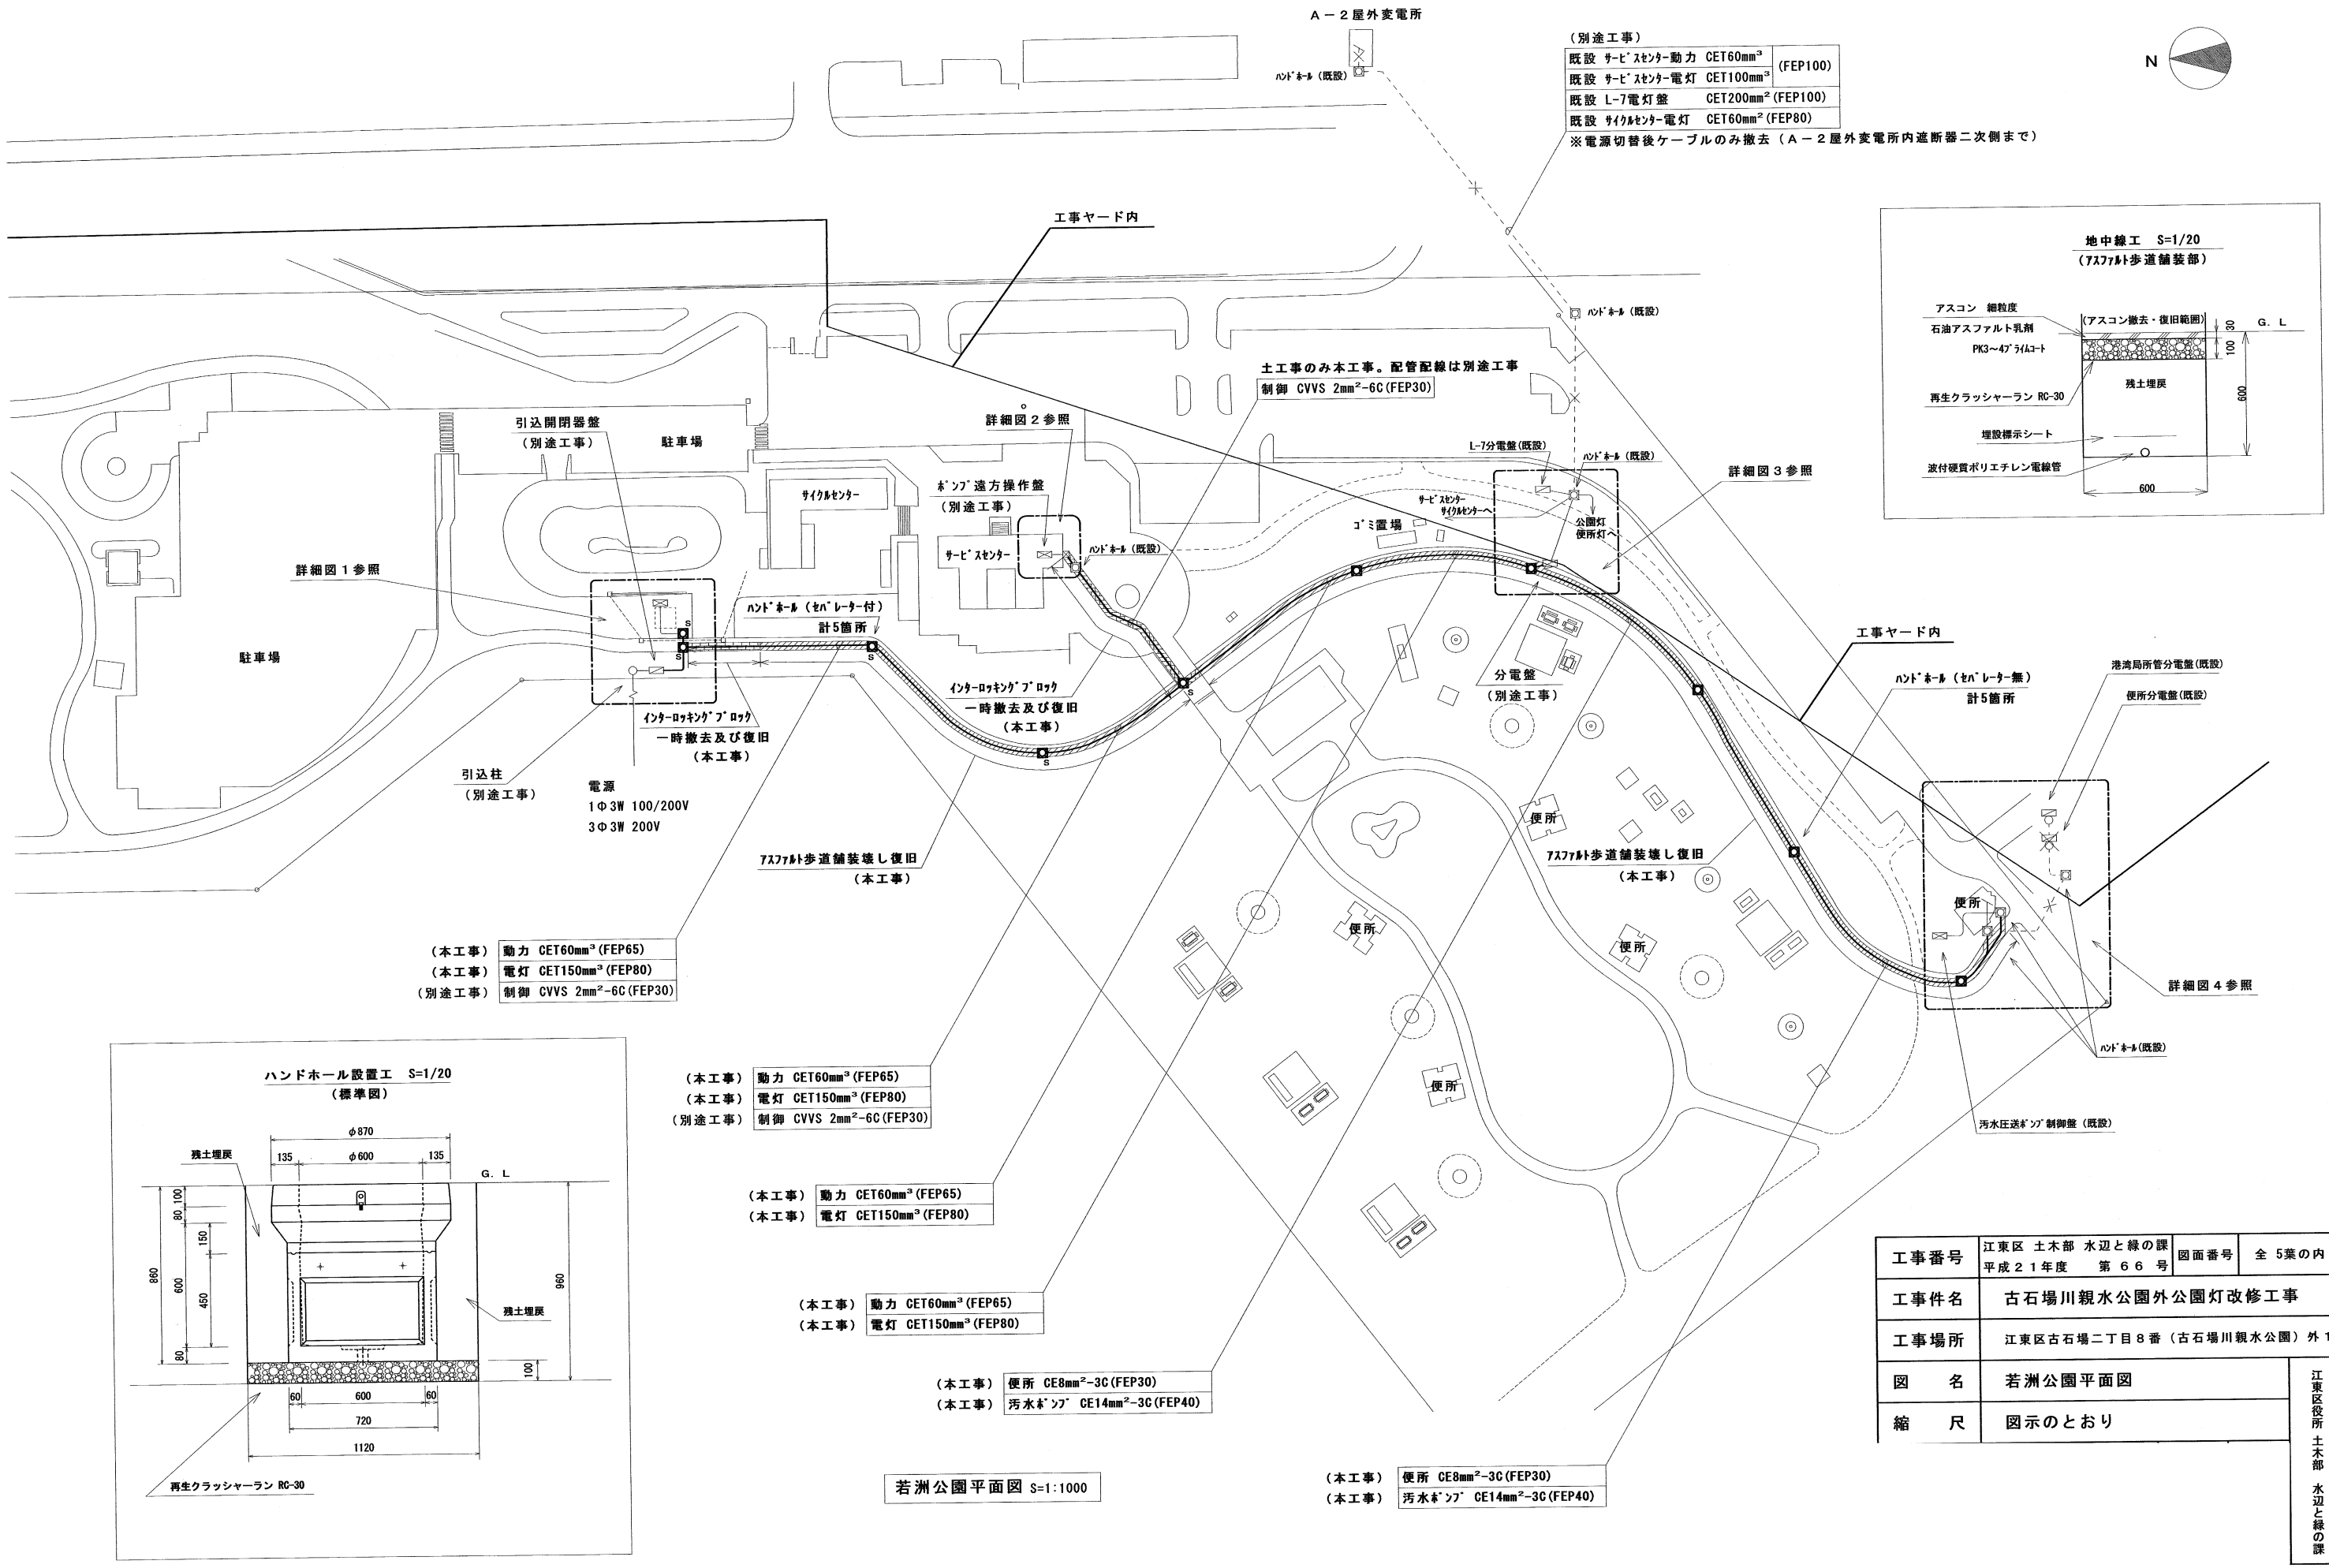 A－2屋外変電所
ﾊﾝﾄﾞﾎｰﾙ（既設）
（別途工事）
既設 ｻｰﾋﾞｽｾﾝﾀｰ動力 CET60mm³ (FEP100)
既設 ｻｰﾋﾞｽｾﾝﾀｰ電灯 CET100mm³
既設 L-7電灯盤 CET200mm²(FEP100)
既設 ｻｲｸﾙｾﾝﾀｰ電灯 CET60mm²(FEP80)
※電源切替後ケーブルのみ撤去（A－2屋外変電所内遮断器二次側まで）
N
工事ヤード内
ﾊﾝﾄﾞﾎｰﾙ（既設）
地中線工 S=1/20
（ｱｽﾌｧﾙﾄ歩道舗装部）
アスコン 細粒度
（アスコン撤去・復旧範囲）
30
G. L
石油アスファルト乳剤
PK3～4ﾌﾟﾗｲﾑｺｰﾄ
100
残土埋戻
600
再生クラッシャーラン RC-30
埋設標示シート
波付硬質ポリエチレン電線管
600
土工事のみ本工事。配管配線は別途工事
制御 CVVS 2mm²-6C(FEP30)
引込開閉器盤
（別途工事）
駐車場
詳細図2参照
L-7分電盤(既設)
ﾊﾝﾄﾞﾎｰﾙ（既設）
詳細図3参照
ｻｲｸﾙｾﾝﾀｰ
ﾎﾟﾝﾌﾟ遠方操作盤
（別途工事）
ｻｰﾋﾞｽｾﾝﾀｰ
ｻｲｸﾙｾﾝﾀｰへ
公園灯
便所灯へ
ｺﾞﾐ置場
ｻｰﾋﾞｽｾﾝﾀｰ
ﾊﾝﾄﾞﾎｰﾙ（既設）
詳細図1参照
ﾊﾝﾄﾞﾎｰﾙ（ｾﾊﾟﾚｰﾀｰ付）
計5箇所
S
S
S
S
S
駐車場
工事ヤード内
港湾局所管分電盤(既設)
便所分電盤(既設)
ﾊﾝﾄﾞﾎｰﾙ（ｾﾊﾟﾚｰﾀｰ無）
計5箇所
分電盤
（別途工事）
ｲﾝﾀｰﾛｯｷﾝｸﾞﾌﾞﾛｯｸ
一時撤去及び復旧
（本工事）
ｲﾝﾀｰﾛｯｷﾝｸﾞﾌﾞﾛｯｸ
一時撤去及び復旧
（本工事）
引込柱
（別途工事）
電源
1Φ3W 100/200V
3Φ3W 200V
便所
ｱｽﾌｧﾙﾄ歩道舗装壊し復旧
（本工事）
ｱｽﾌｧﾙﾄ歩道舗装壊し復旧
（本工事）
便所
便所
便所
便所
詳細図4参照
ﾊﾝﾄﾞﾎｰﾙ(既設)
汚水圧送ﾎﾟﾝﾌﾟ制御盤（既設）
（本工事） 動力 CET60mm³(FEP65)
（本工事） 電灯 CET150mm³(FEP80)
（別途工事） 制御 CVVS 2mm²-6C(FEP30)
（本工事） 動力 CET60mm³(FEP65)
（本工事） 電灯 CET150mm³(FEP80)
（別途工事） 制御 CVVS 2mm²-6C(FEP30)
（本工事） 動力 CET60mm³(FEP65)
（本工事） 電灯 CET150mm³(FEP80)
（本工事） 動力 CET60mm³(FEP65)
（本工事） 電灯 CET150mm³(FEP80)
（本工事） 便所 CE8mm²-3C(FEP30)
（本工事） 汚水ﾎﾟﾝﾌﾟ CE14mm²-3C(FEP40)
（本工事） 便所 CE8mm²-3C(FEP30)
（本工事） 汚水ﾎﾟﾝﾌﾟ CE14mm²-3C(FEP40)
ハンドホール設置工 S=1/20
（標準図）
φ870
残土埋戻
135 φ600 135
G. L
100
80
150
860
600
450
960
残土埋戻
80
100
60 600 60
720
1120
再生クラッシャーラン RC-30
若洲公園平面図 S=1:1000
工事番号 江東区 土木部 水辺と緑の課 図面番号 全 5葉の内
平成21年度 第 66 号
工事件名 古石場川親水公園外公園灯改修工事
工事場所 江東区古石場二丁目8番（古石場川親水公園）外1
図 名 若洲公園平面図
縮 尺 図示のとおり
江東区役所 土木部 水辺と緑の課